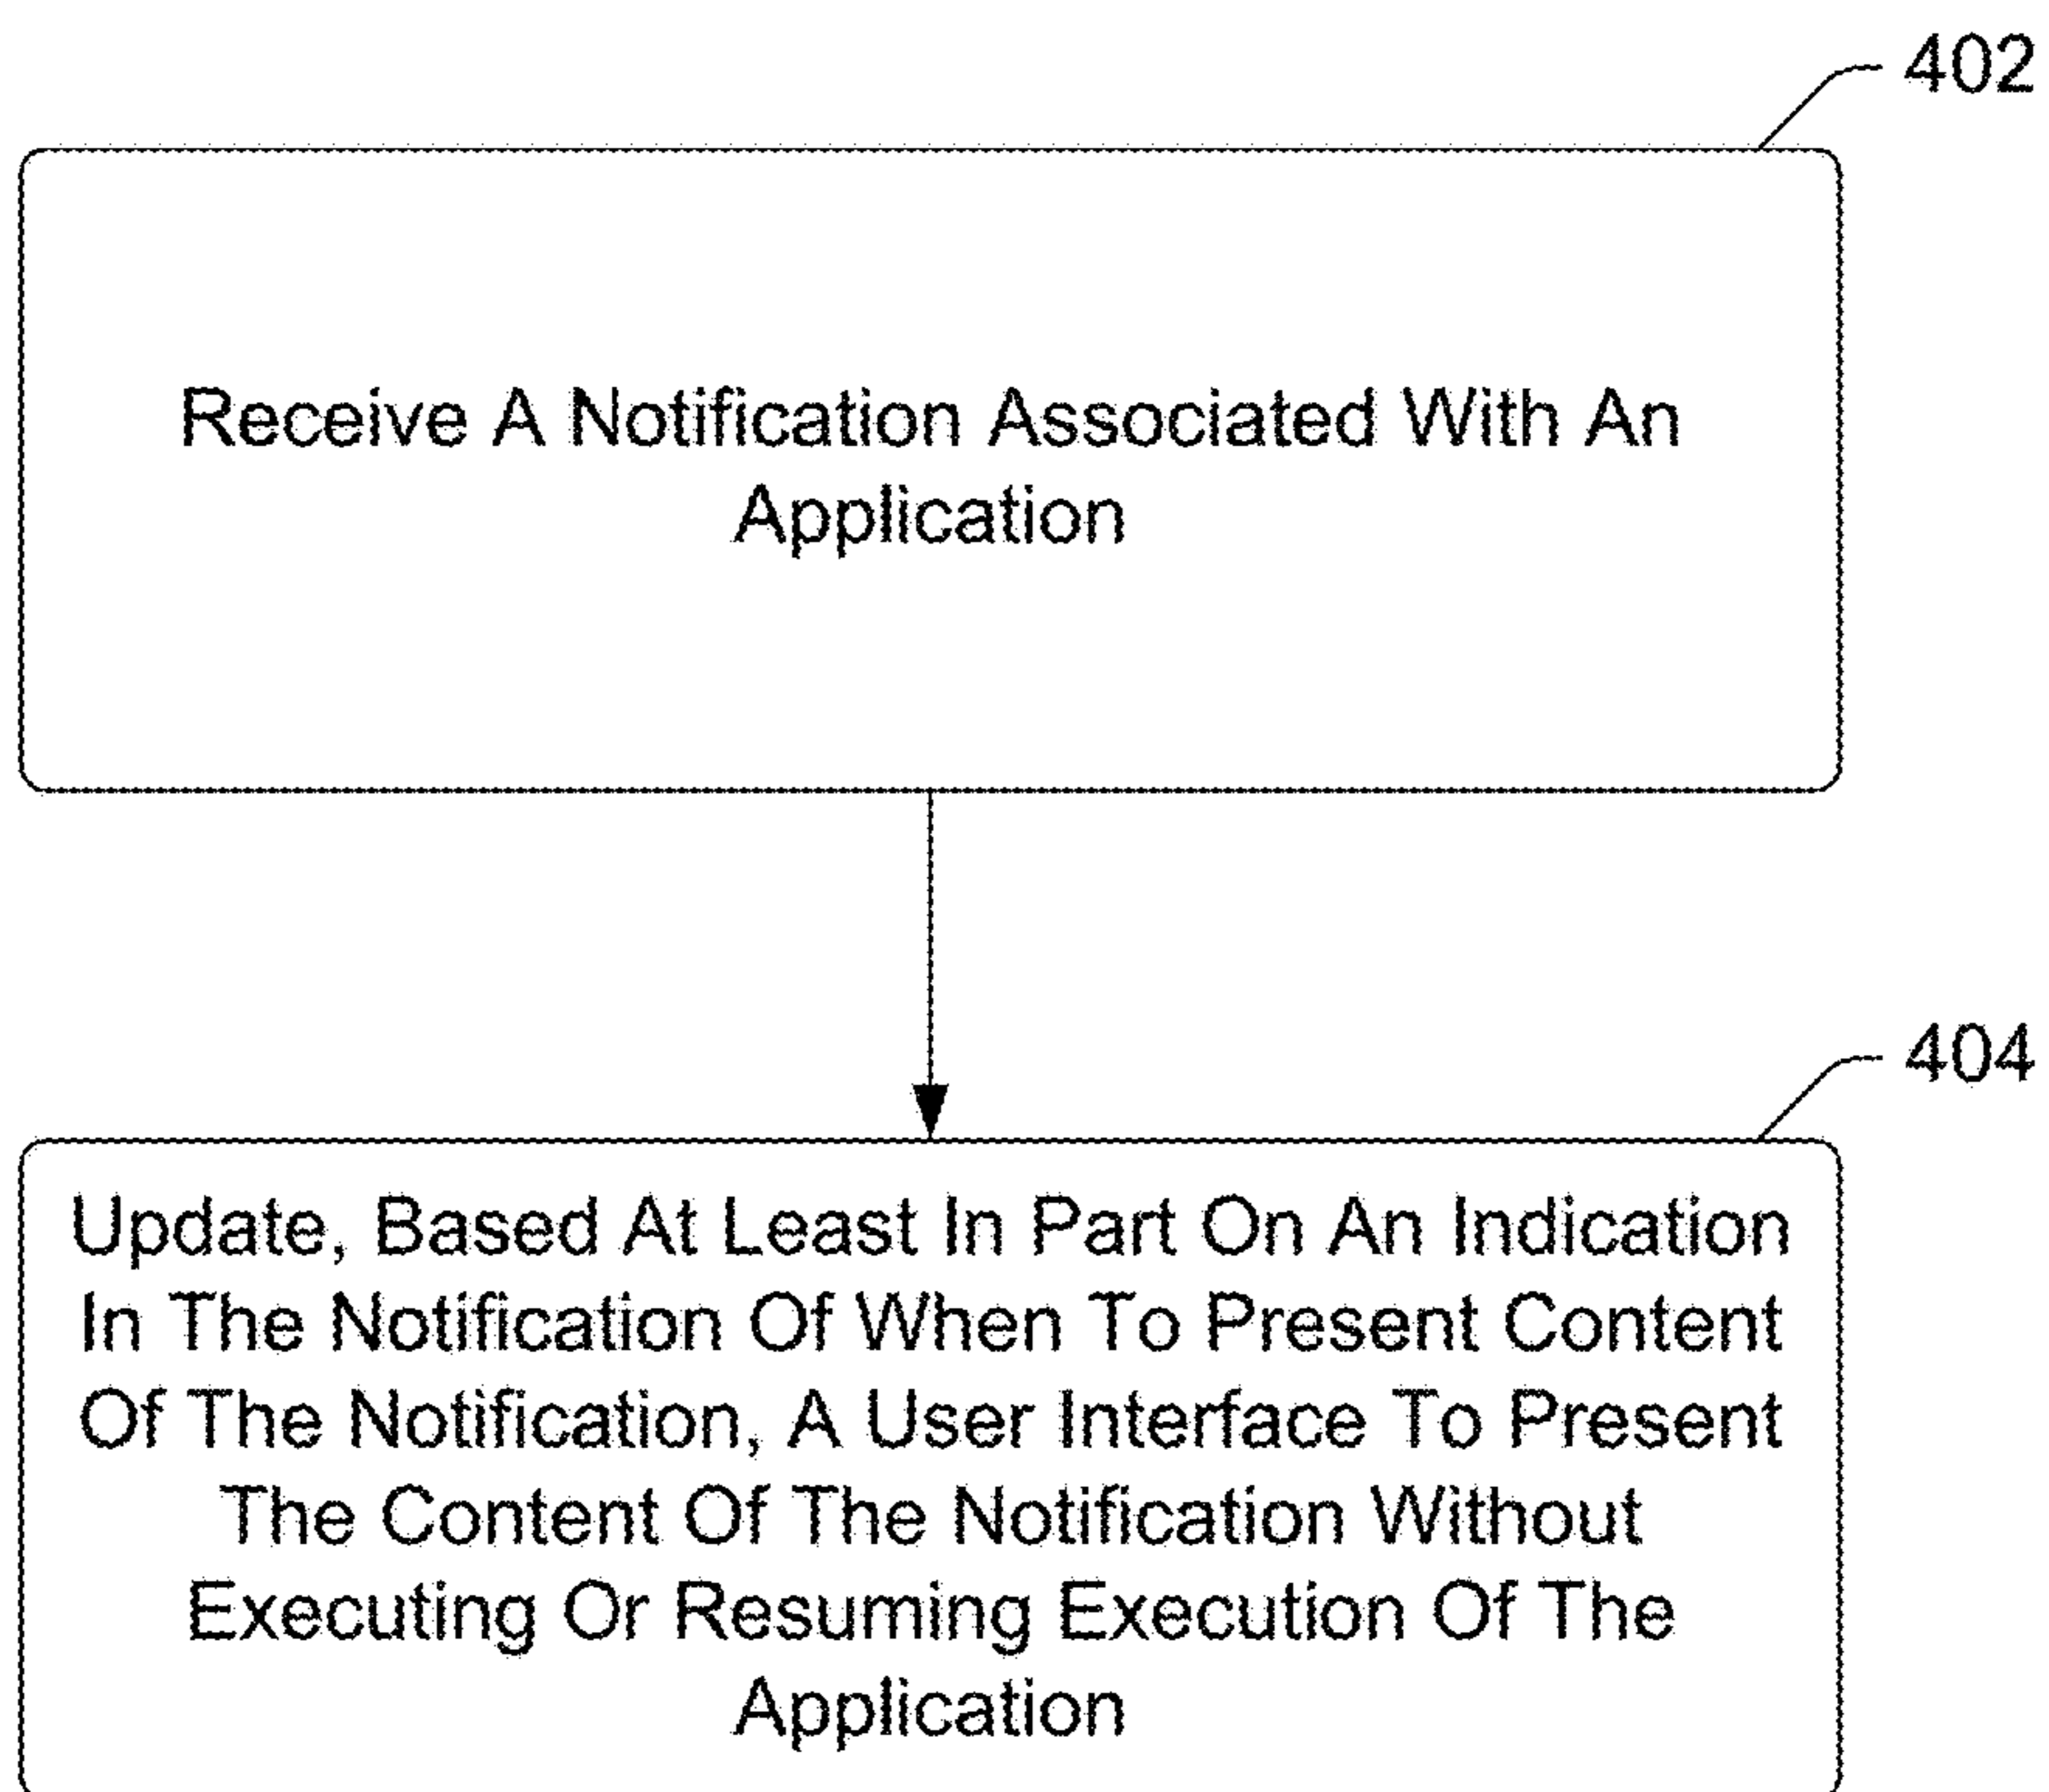 402
Receive A Notification Associated With An
Application
404
Update, Based At Least In Part On An Indication
In The Notification Of When To Present Content
Of The Notification, A User Interface To Present
The Content Of The Notification Without
Executing Or Resuming Execution Of The
Application